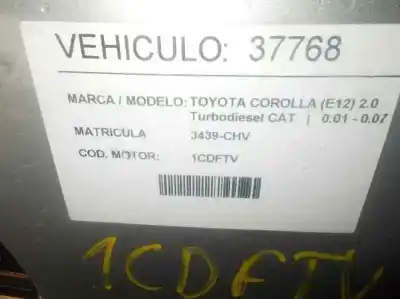 VEHICULO: 37768
MARCA / MODELO: TOYOTA COROLLA (E12) 2.0
Turbodiesel CAT | 0.01 - 0.07
MATRICULA 3439-CHV
COD. MOTOR: 1CDFTV
1CDFTV